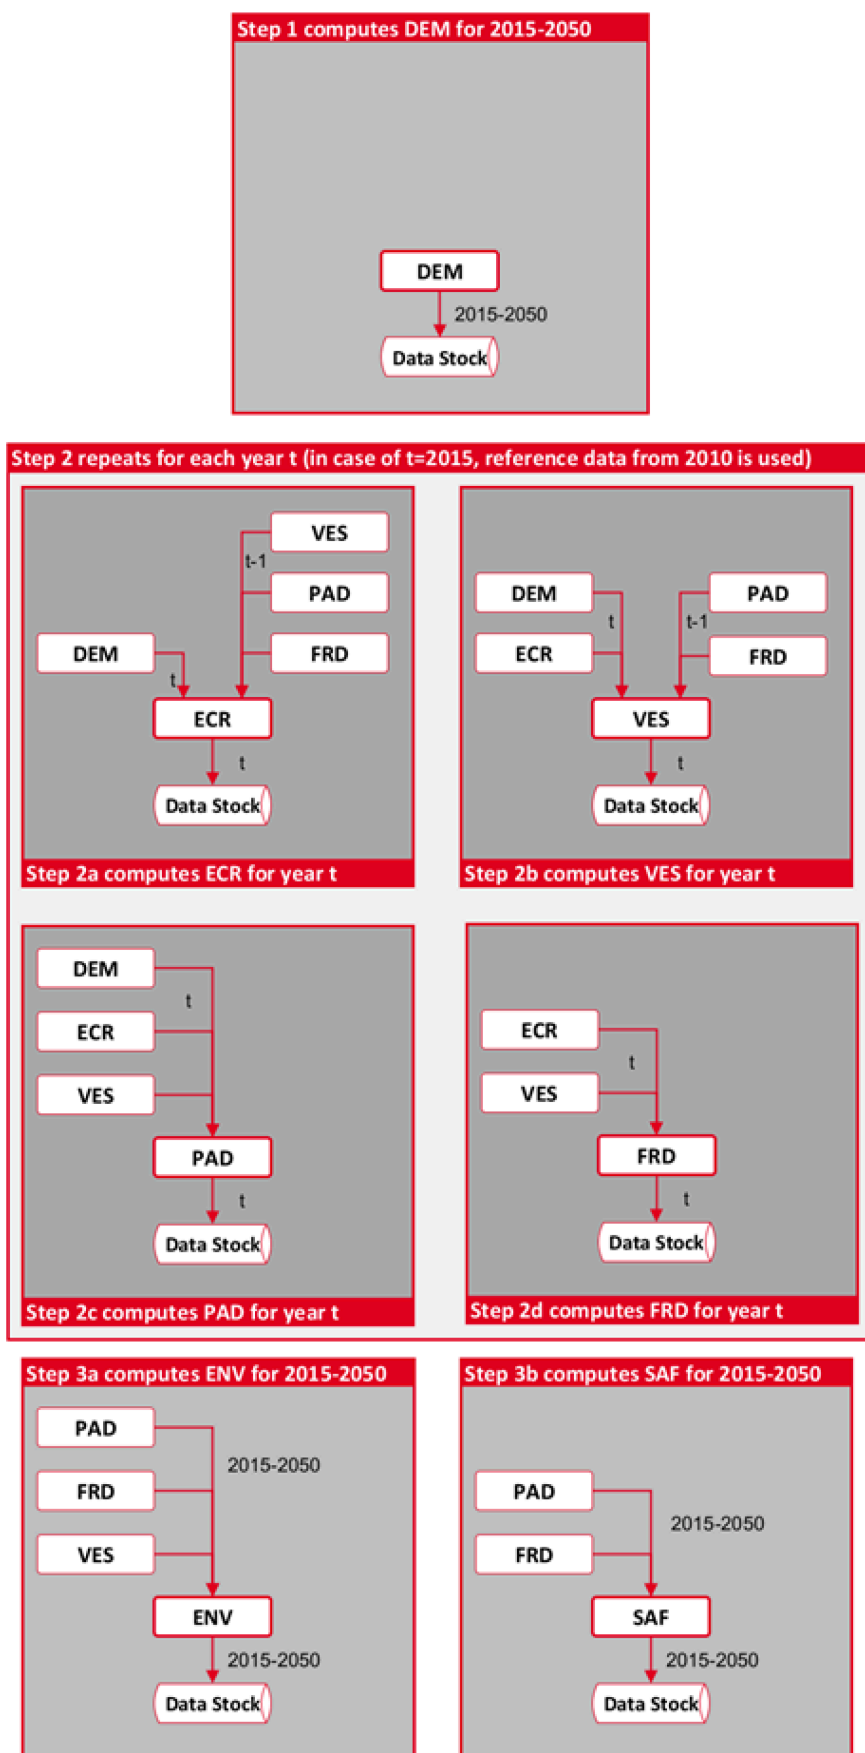 Step 1 computes DEM for 2015-2050
DEM
2015-2050
Data Stock
Step 2 repeats for each year t (in case of t=2015, reference data from 2010 is used)
VES
t-1
PAD
DEM
FRD
t
ECR
t
Data Stock
Step 2a computes ECR for year t
DEM
PAD
t
t-1
ECR
FRD
VES
t
Data Stock
Step 2b computes VES for year t
DEM
t
ECR
VES
PAD
t
Data Stock
Step 2c computes PAD for year t
ECR
t
VES
FRD
t
Data Stock
Step 2d computes FRD for year t
Step 3a computes ENV for 2015-2050
PAD
2015-2050
FRD
VES
ENV
2015-2050
Data Stock
Step 3b computes SAF for 2015-2050
PAD
2015-2050
FRD
SAF
2015-2050
Data Stock